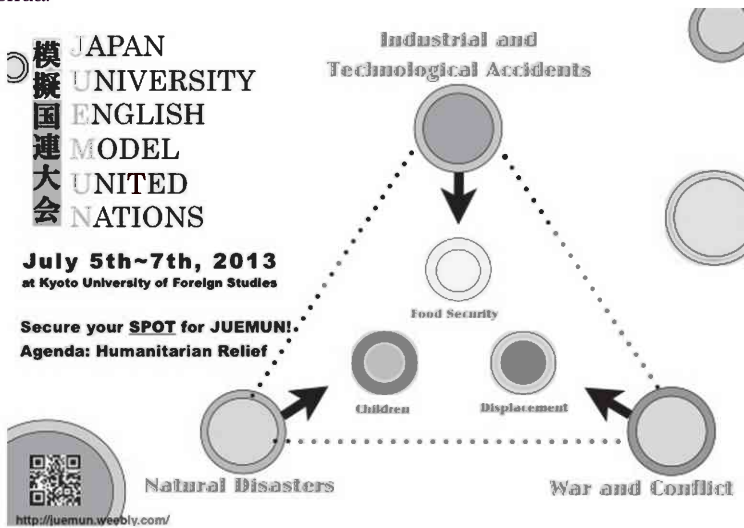 模擬国連大会
JAPAN
UNIVERSITY
ENGLISH
MODEL
UNITED
NATIONS
July 5th~7th, 2013
at Kyoto University of Foreign Studies
Secure your SPOT for JUEMUN!
Agenda: Humanitarian Relief
Industrial and
Technological Accidents
Food Security
Children
Displacement
Natural Disasters
War and Conflict
http://juemun.weebly.com/